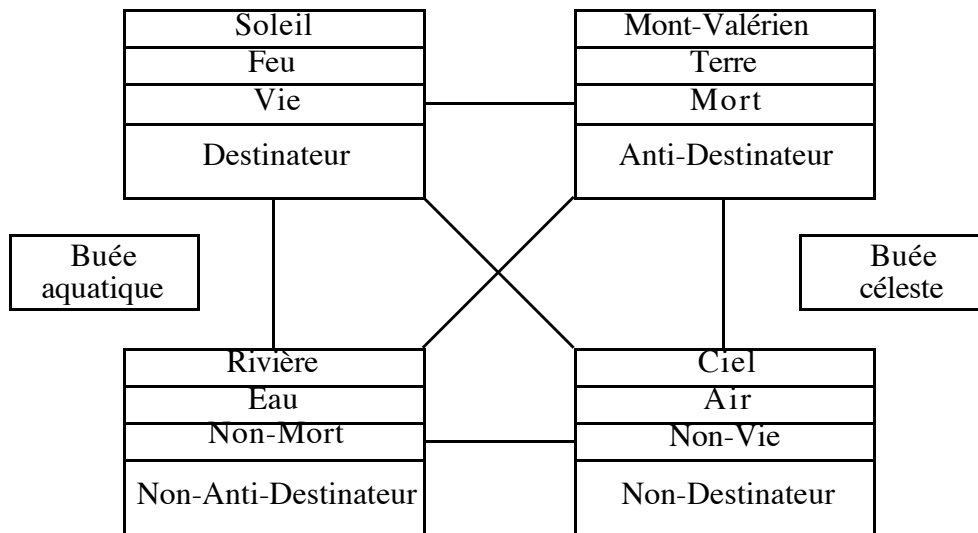 Soleil
Feu
Vie
Destinateur
Mont-Valérien
Terre
Mort
Anti-Destinateur
Buée
aquatique
Buée
céleste
Rivière
Eau
Non-Mort
Non-Anti-Destinateur
Ciel
Air
Non-Vie
Non-Destinateur